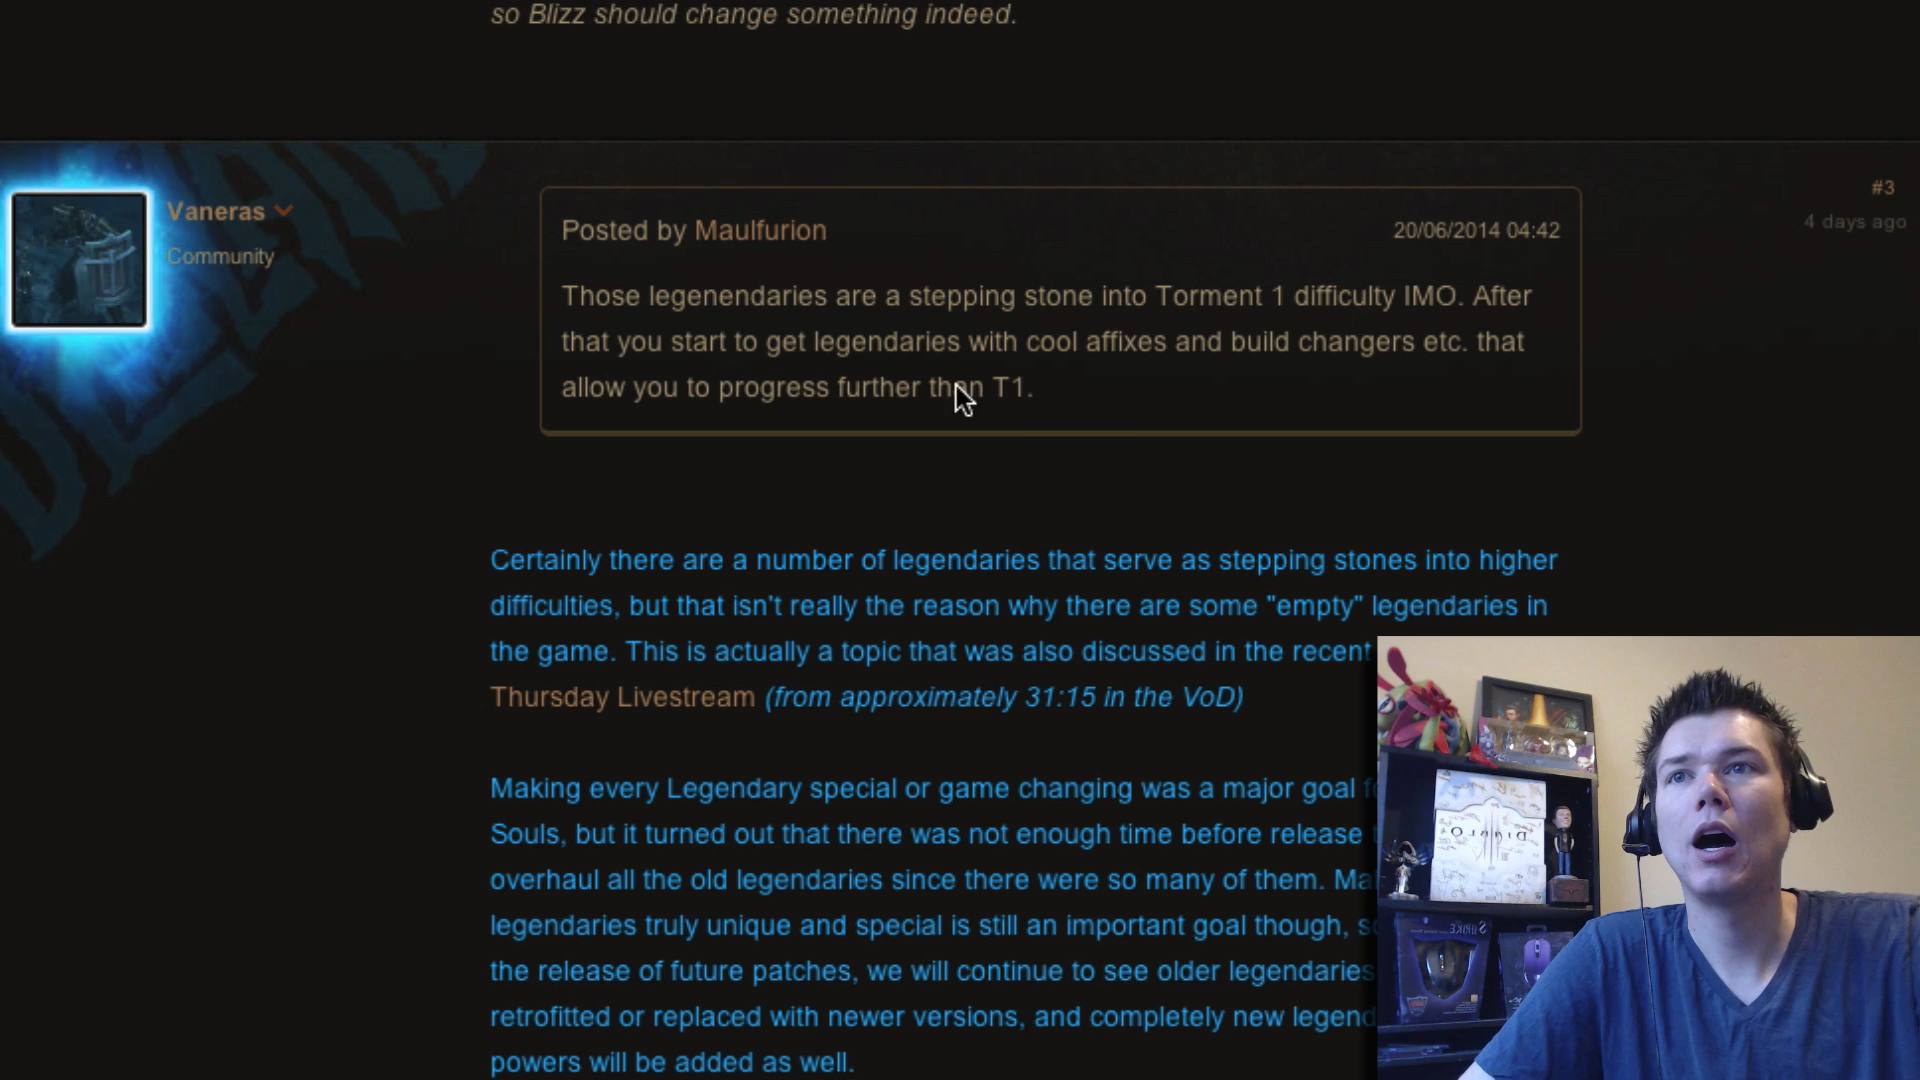 so Blizz should change something indeed.
Vaneras
Community
#3
4 days ago
Posted by Maulfurion
20/06/2014 04:42
Those legenendaries are a stepping stone into Torment 1 difficulty IMO. After
that you start to get legendaries with cool affixes and build changers etc. that
allow you to progress further than T1.
Certainly there are a number of legendaries that serve as stepping stones into higher
difficulties, but that isn't really the reason why there are some "empty" legendaries in
the game. This is actually a topic that was also discussed in the recent
Thursday Livestream (from approximately 31:15 in the VoD)
Making every Legendary special or game changing was a major goal
Souls, but it turned out that there was not enough time before release
overhaul all the old legendaries since there were so many of them.
legendaries truly unique and special is still an important goal though,
the release of future patches, we will continue to see older legendaries
retrofitted or replaced with newer versions, and completely new
powers will be added as well.
DIABLO